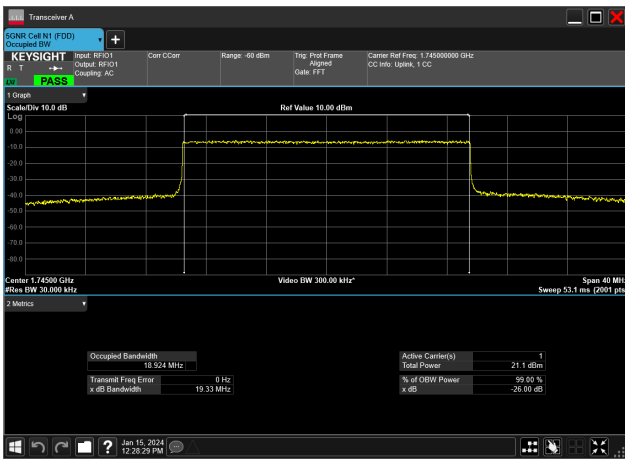 Transceiver A
5GNR Cell N1 (FDD)
Occupied BW
KEYSIGHT
R T
LXI
PASS
Input: RFIO1
Output: RFIO1
Coupling: AC
Corr CCorr
Range: -60 dBm
Trig: Prot Frame
Aligned
Gate: FFT
Carrier Ref Freq: 1.745000000 GHz
CC Info: Uplink, 1 CC
1 Graph
Scale/Div 10.0 dB
Ref Value 10.00 dBm
Log
0.00
-10.0
-20.0
-30.0
-40.0
-50.0
-60.0
-70.0
-80.0
Center 1.74500 GHz
Video BW 300.00 kHz*
Span 40 MHz
#Res BW 30.000 kHz
Sweep 53.1 ms (2001 pts
2 Metrics
Occupied Bandwidth
18.924 MHz
Transmit Freq Error 0 Hz
x dB Bandwidth 19.33 MHz
Active Carrier(s) 1
Total Power 21.1 dBm
% of OBW Power 99.00 %
x dB -26.00 dB
?
Jan 15, 2024
12:28:29 PM